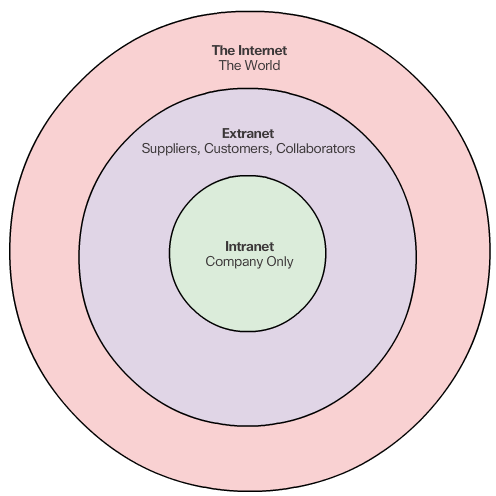 The Internet
The World
Extranet
Suppliers, Customers, Collaborators
Intranet
Company Only